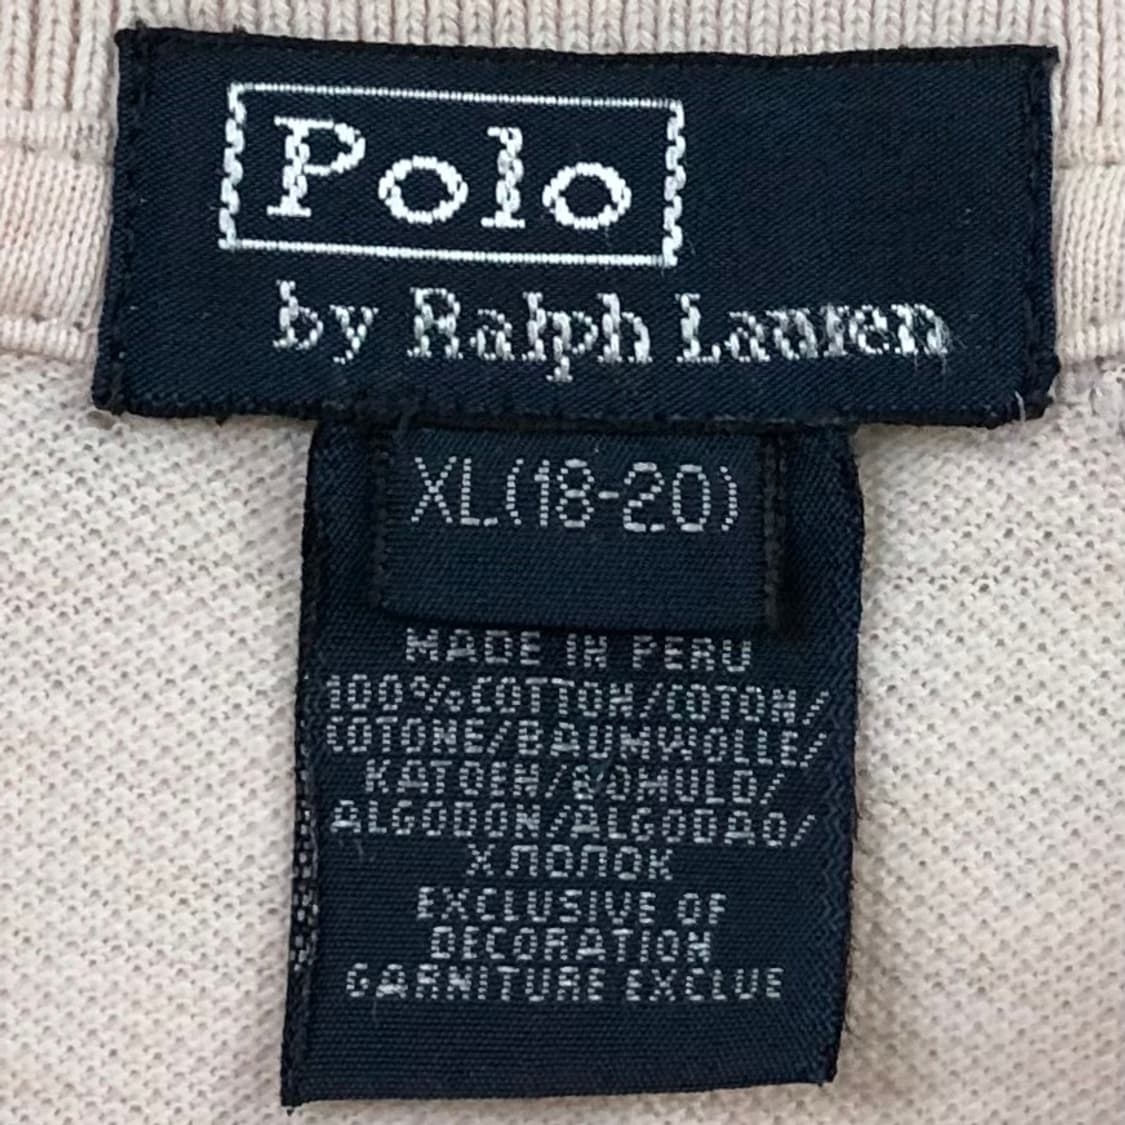 Polo
by Ralph Lauren
XL(18-20)
MADE IN PERU
100%COTTON/COTON/
COTONE/BAUMWOLLE/
KATOEN/BOMULD/
ALGODON/ALGODAO/
ХЛОПОК
EXCLUSIVE OF
DECORATION
GARNITURE EXCLUE